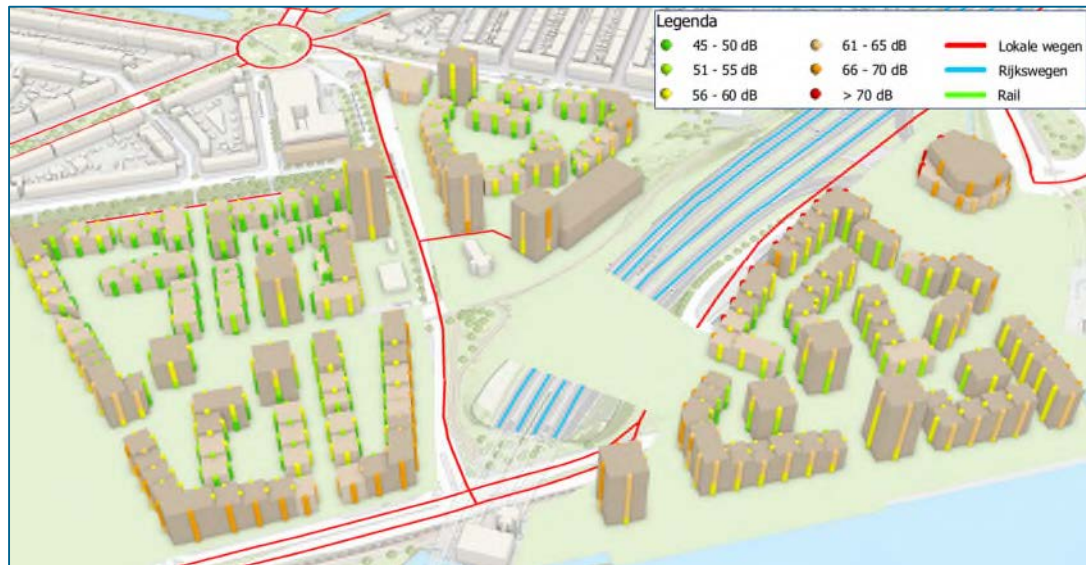 Legenda
45 - 50 dB
51 - 55 dB
56 - 60 dB
61 - 65 dB
66 - 70 dB
> 70 dB
Lokale wegen
Rijkswegen
Rail